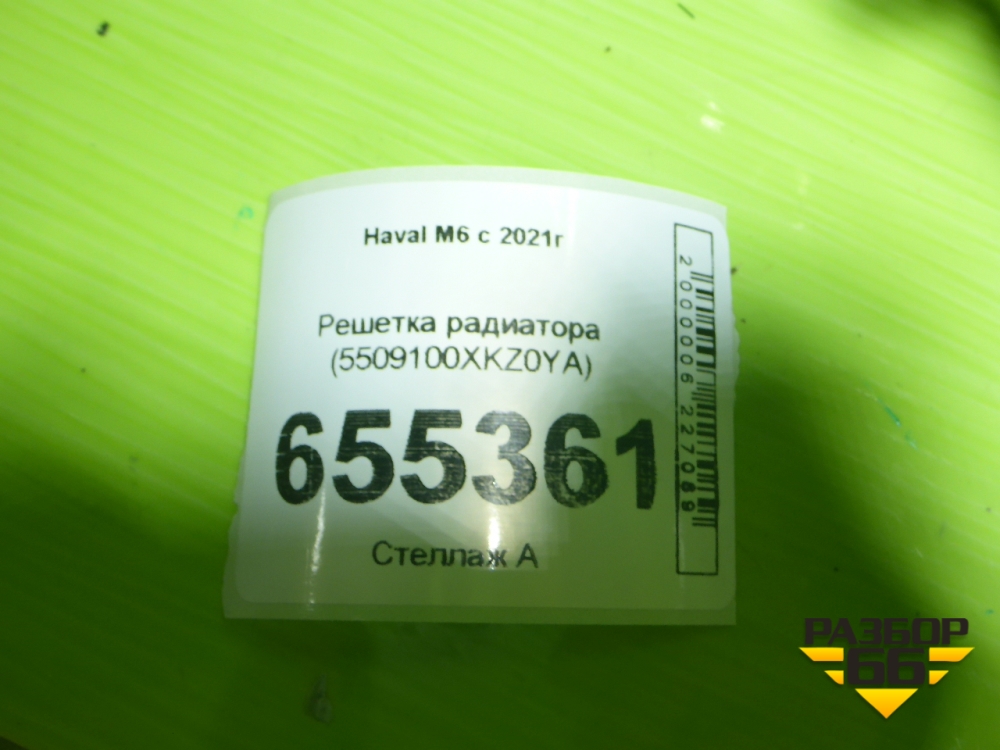 Haval M6 с 2021г
Решетка радиатора
(5509100XKZ0YA)
655361
Стеллаж А
2000006227089
РАЗБОР
66